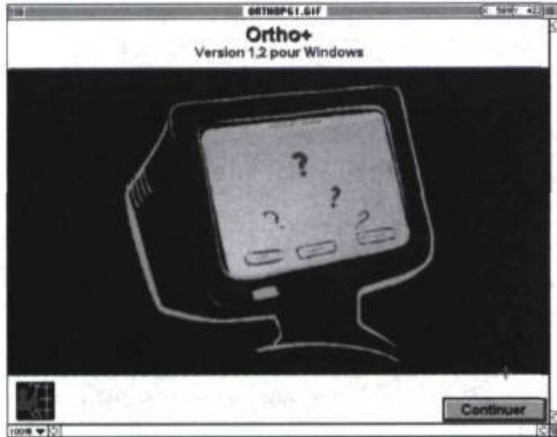 ORTHOPG1.GIF
Ortho+
Version 1,2 pour Windows
?
?
?
?
Continuer
100%